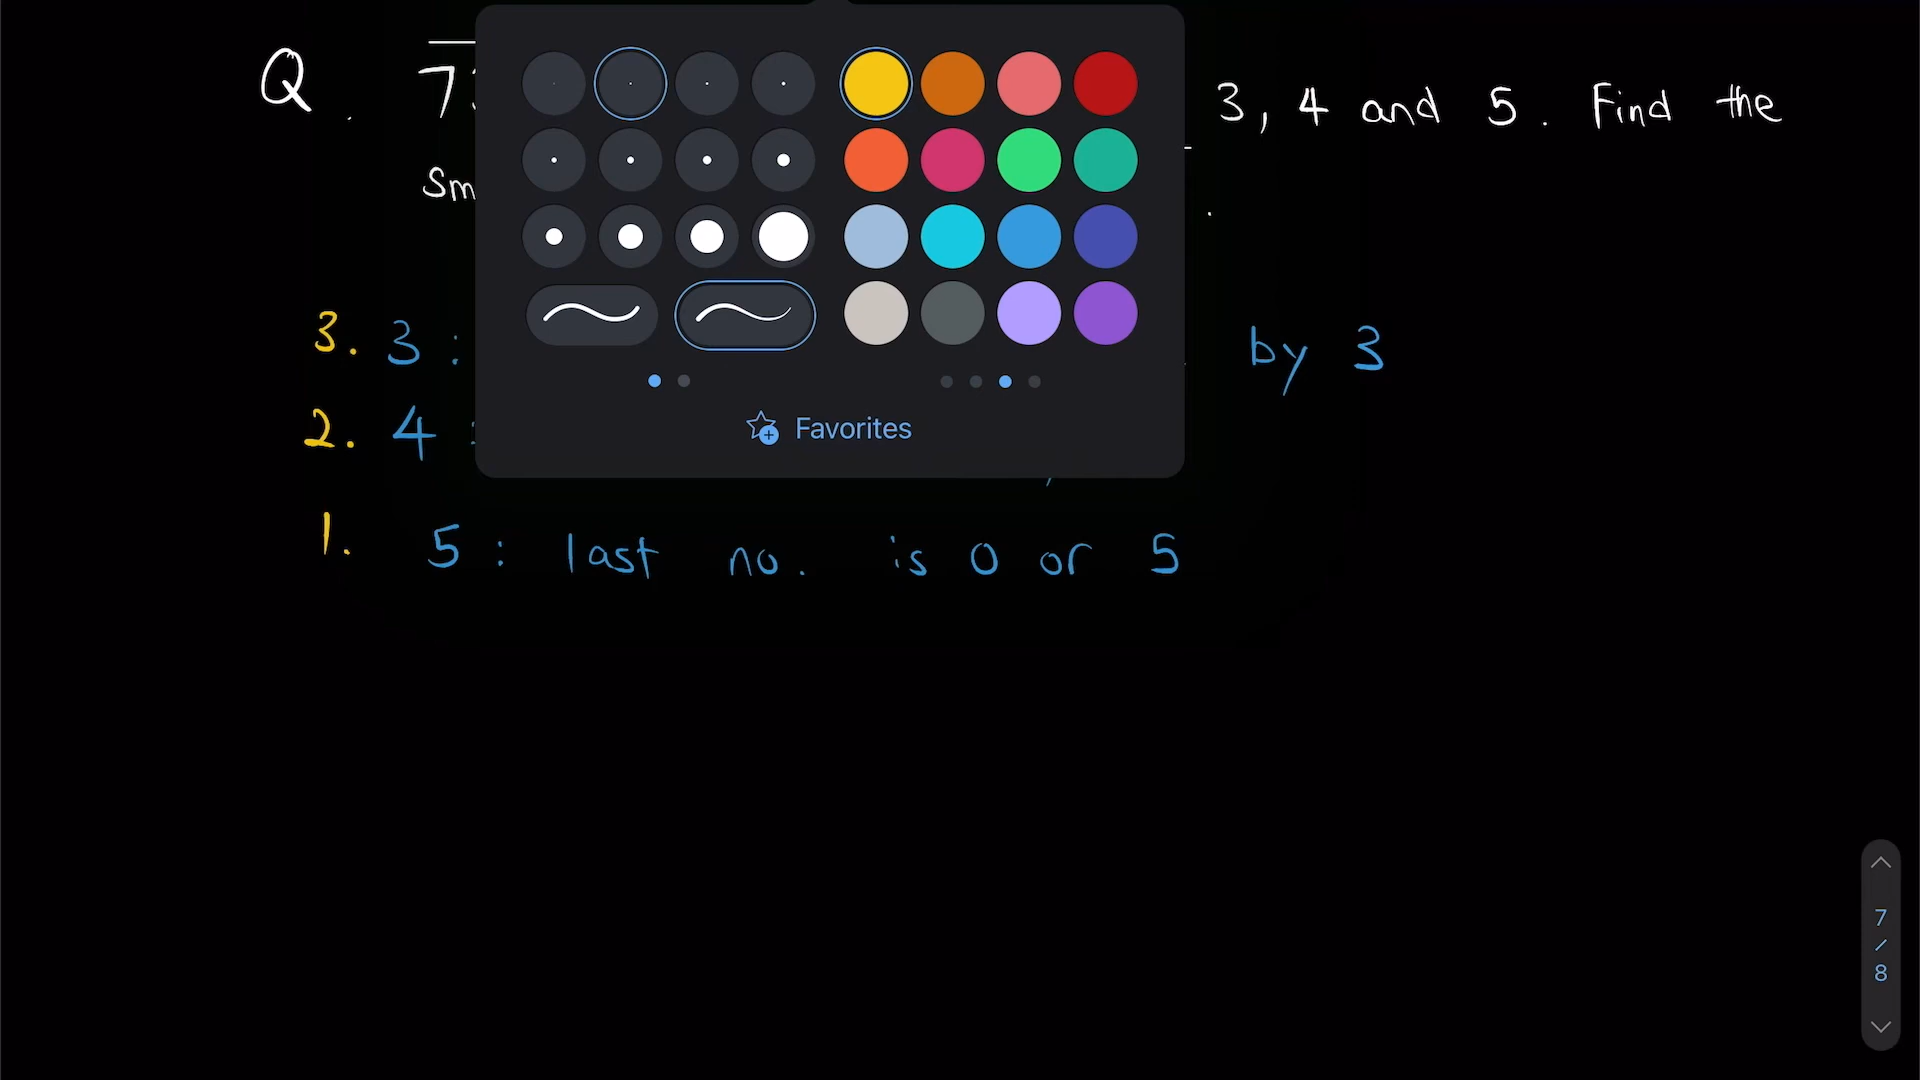 Q. 73 3, 4 and 5. Find the
Sm
3. 3: by 3
2. 4:
1. 5: last no. is 0 or 5
Favorites
7
/
8